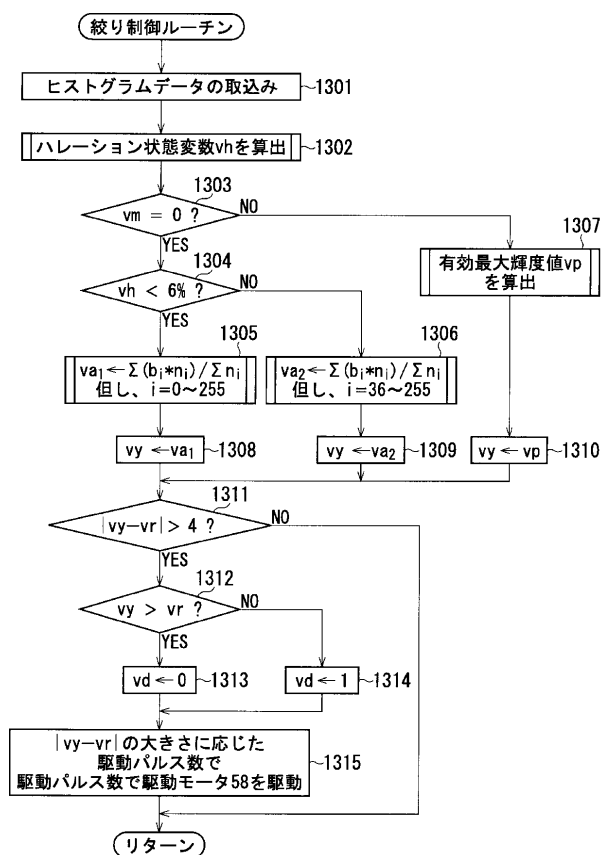 絞り制御ルーチン
ヒストグラムデータの取込み
1301
ハレーション状態変数vhを算出
1302
1303
vm = 0 ?
NO
YES
1304
vh < 6% ?
NO
YES
1307
有効最大輝度値vp
を算出
1305
va₁←Σ(bᵢ*nᵢ)/Σnᵢ
但し、i=0～255
1306
va₂←Σ(bᵢ*nᵢ)/Σnᵢ
但し、i=36～255
vy ←va₁
1308
vy ←va₂
1309
vy ← vp
1310
1311
|vy−vr|> 4 ?
NO
YES
1312
vy > vr ?
NO
YES
vd ← 0
1313
vd ← 1
1314
|vy−vr|の大きさに応じた
駆動パルス数で
駆動パルス数で駆動モータ58を駆動
1315
リターン